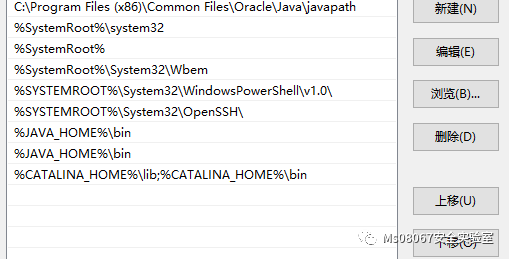 C:\Program Files (x86)\Common Files\Oracle\Java\javapath
%SystemRoot%\system32
%SystemRoot%
%SystemRoot%\System32\Wbem
%SYSTEMROOT%\System32\WindowsPowerShell\v1.0\
%SYSTEMROOT%\System32\OpenSSH\
%JAVA_HOME%\bin
%JAVA_HOME%\bin
%CATALINA_HOME%\lib;%CATALINA_HOME%\bin
新建(N)
编辑(E)
浏览(B)...
删除(D)
上移(U)
下移(O)
Ms08067安全实验室